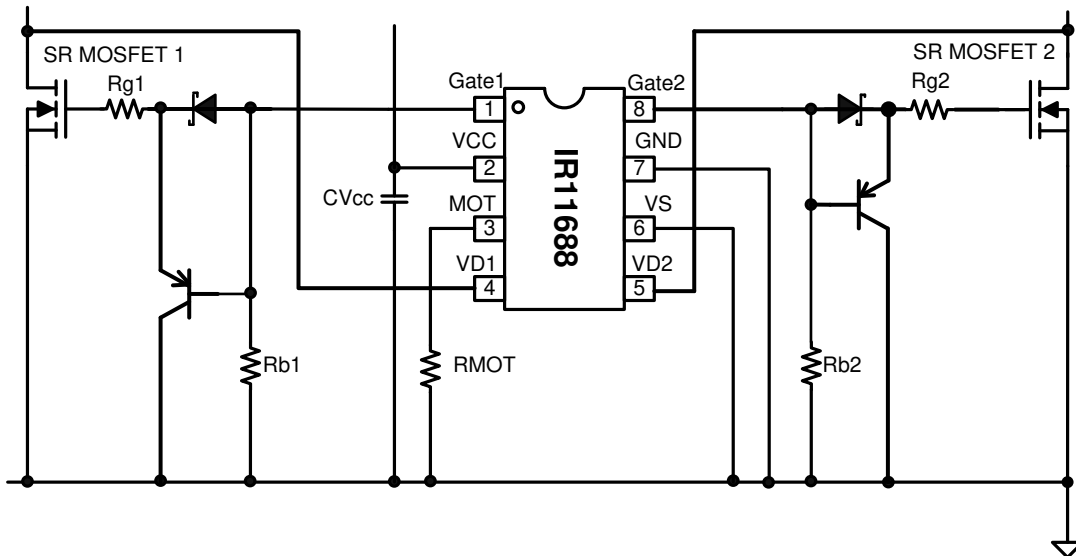 SR MOSFET 1
SR MOSFET 2
Rg1
Rg2
Gate1
Gate2
1
8
VCC
GND
2
7
CVcc
MOT
VS
3
6
IR11688
VD1
VD2
4
5
Rb1
RMOT
Rb2